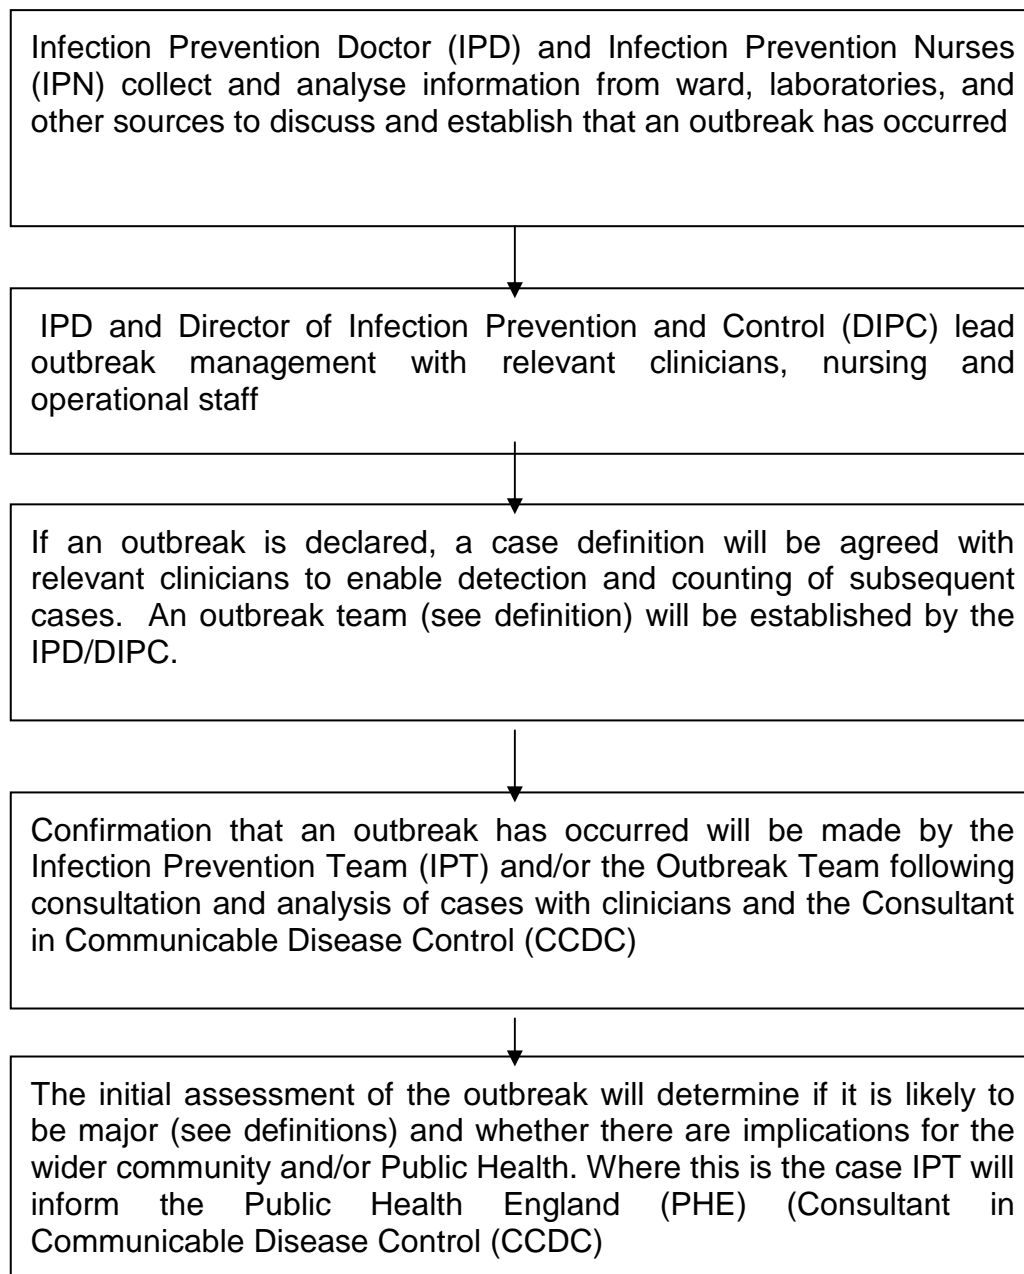 Infection Prevention Doctor (IPD) and Infection Prevention Nurses
(IPN) collect and analyse information from ward, laboratories, and
other sources to discuss and establish that an outbreak has occurred
IPD and Director of Infection Prevention and Control (DIPC) lead
outbreak management with relevant clinicians, nursing and
operational staff
If an outbreak is declared, a case definition will be agreed with
relevant clinicians to enable detection and counting of subsequent
cases. An outbreak team (see definition) will be established by the
IPD/DIPC.
Confirmation that an outbreak has occurred will be made by the
Infection Prevention Team (IPT) and/or the Outbreak Team following
consultation and analysis of cases with clinicians and the Consultant
in Communicable Disease Control (CCDC)
The initial assessment of the outbreak will determine if it is likely to
be major (see definitions) and whether there are implications for the
wider community and/or Public Health. Where this is the case IPT will
inform the Public Health England (PHE) (Consultant in
Communicable Disease Control (CCDC)